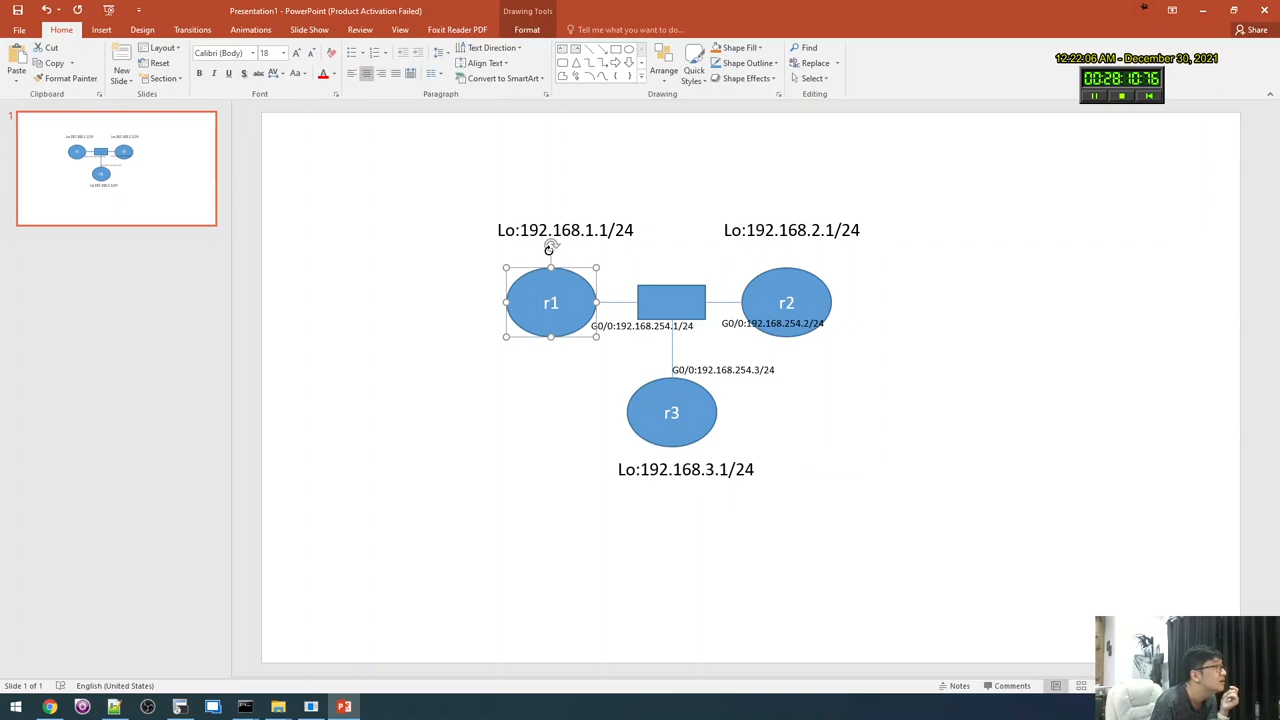 Presentation1 - PowerPoint (Product Activation Failed)
Drawing Tools
File
Home
Insert
Design
Transitions
Animations
Slide Show
Review
View
Foxit Reader PDF
Format
Tell me what you want to do...
Share
Paste
Cut
Copy
Format Painter
Clipboard
New Slide
Layout
Reset
Section
Slides
Calibri (Body)
18
B I U S abc AV Aa A
Font
Text Direction
Align Text
Convert to SmartArt
Paragraph
Arrange
Quick Styles
Shape Fill
Shape Outline
Shape Effects
Drawing
Find
Replace
Select
Editing
12:22:06 AM - December 30, 2021
00:28:10:76
1
Lo:192.168.1.1/24
Lo:192.168.2.1/24
r1
r2
G0/0:192.168.254.1/24
G0/0:192.168.254.2/24
G0/0:192.168.254.3/24
r3
Lo:192.168.3.1/24
Slide 1 of 1
English (United States)
Notes
Comments